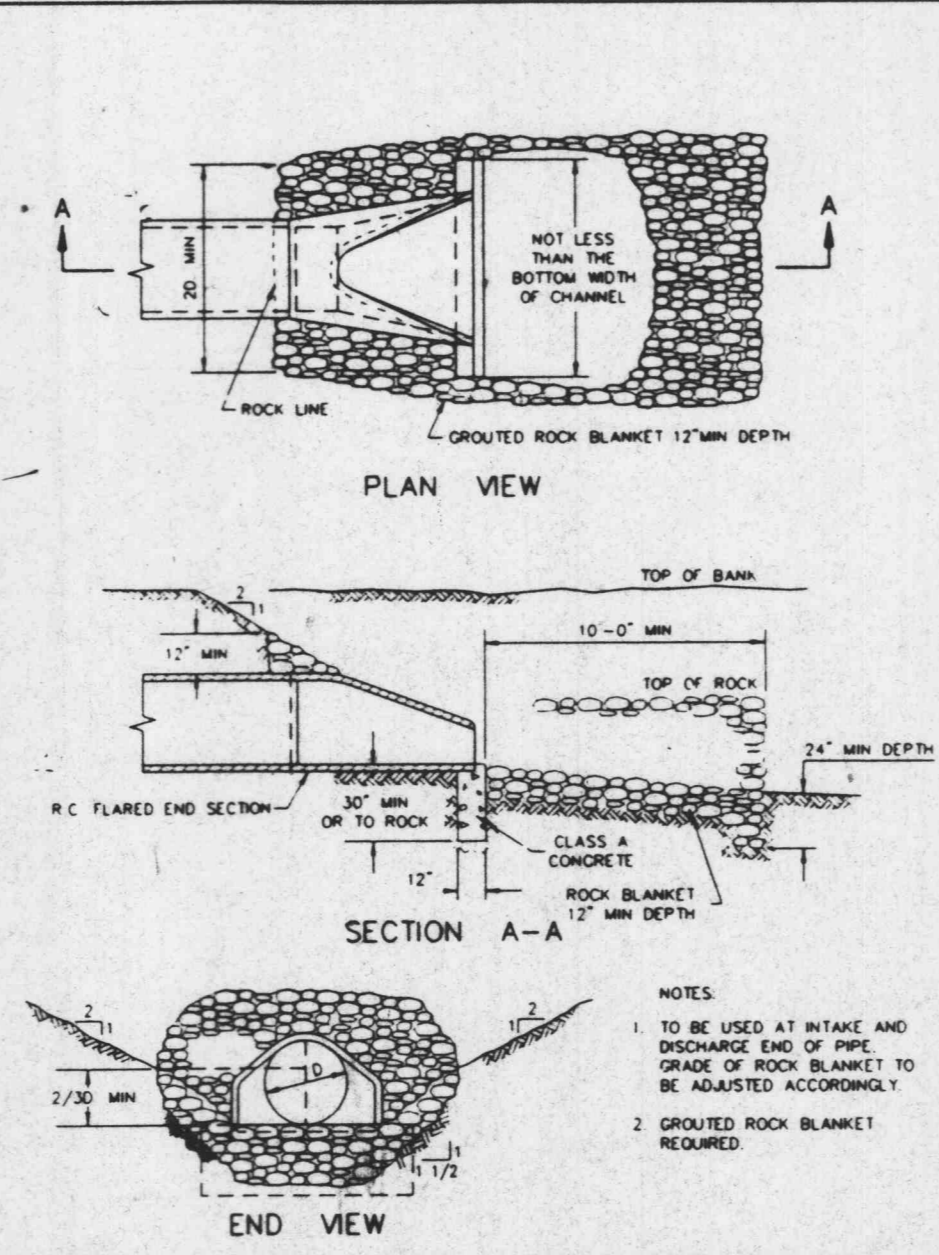 A
A
2D MIN
NOT LESS
THAN THE
BOTTOM WIDTH
OF CHANNEL
ROCK LINE
GROUTED ROCK BLANKET 12"MIN DEPTH
PLAN VIEW
TOP OF BANK
2
1
10'-0" MIN
12" MIN
TOP OF ROCK
24" MIN DEPTH
R C FLARED END SECTION
30" MIN
OR TO ROCK
CLASS A
CONCRETE
12"
ROCK BLANKET
12" MIN DEPTH
SECTION A-A
2
1
2
1
D
2/3D MIN
1
1 1/2
END VIEW
NOTES:
1. TO BE USED AT INTAKE AND
DISCHARGE END OF PIPE.
GRADE OF ROCK BLANKET TO
BE ADJUSTED ACCORDINGLY.
2. GROUTED ROCK BLANKET
REQUIRED.